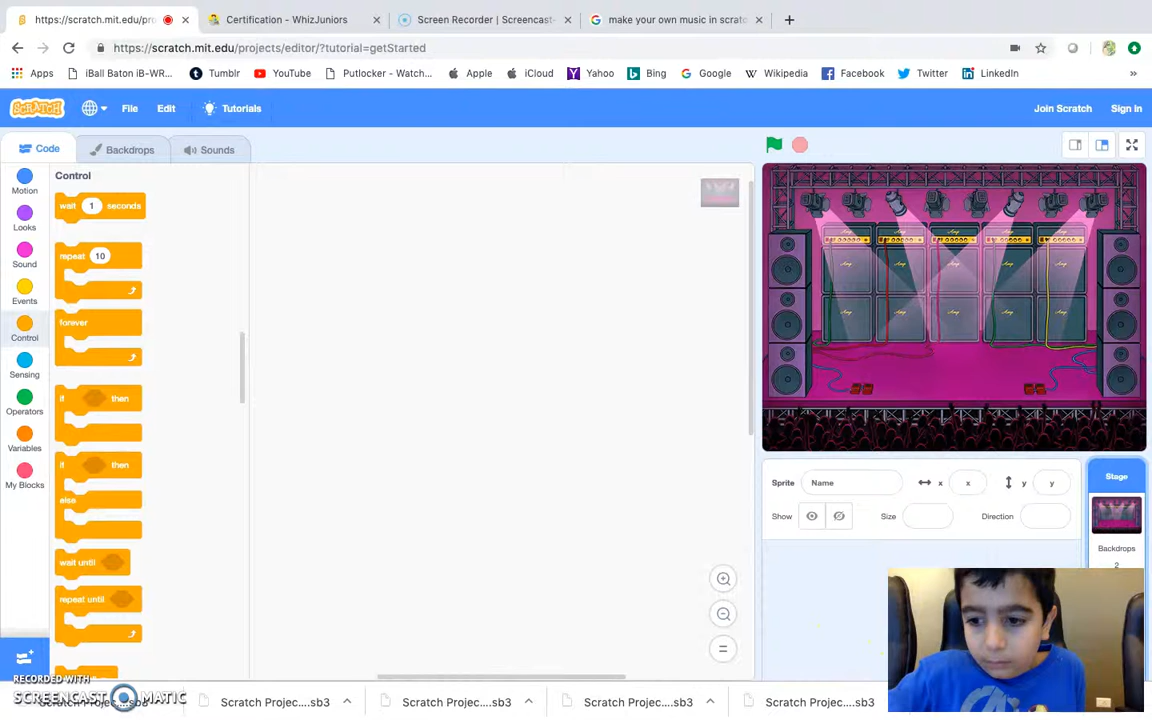 https://scratch.mit.edu/pro
Certification - WhizJuniors
Screen Recorder | Screencast-
make your own music in scratc
https://scratch.mit.edu/projects/editor/?tutorial=getStarted
Apps iBall Baton iB-WR... Tumblr YouTube Putlocker - Watch... Apple iCloud Yahoo Bing Google Wikipedia Facebook Twitter LinkedIn »
SCRATCH File Edit Tutorials Join Scratch Sign in
Code Backdrops Sounds
Motion
Looks
Sound
Events
Control
Sensing
Operators
Variables
My Blocks
Control
wait 1 seconds
repeat 10
forever
if then
if then
else
wait until
repeat until
Sprite Name x x y y
Show Size Direction
Stage
Backdrops
2
RECORDED WITH
SCREENCAST MATIC
Scratch Projec....sb3 Scratch Projec....sb3 Scratch Projec....sb3 Scratch Projec....sb3